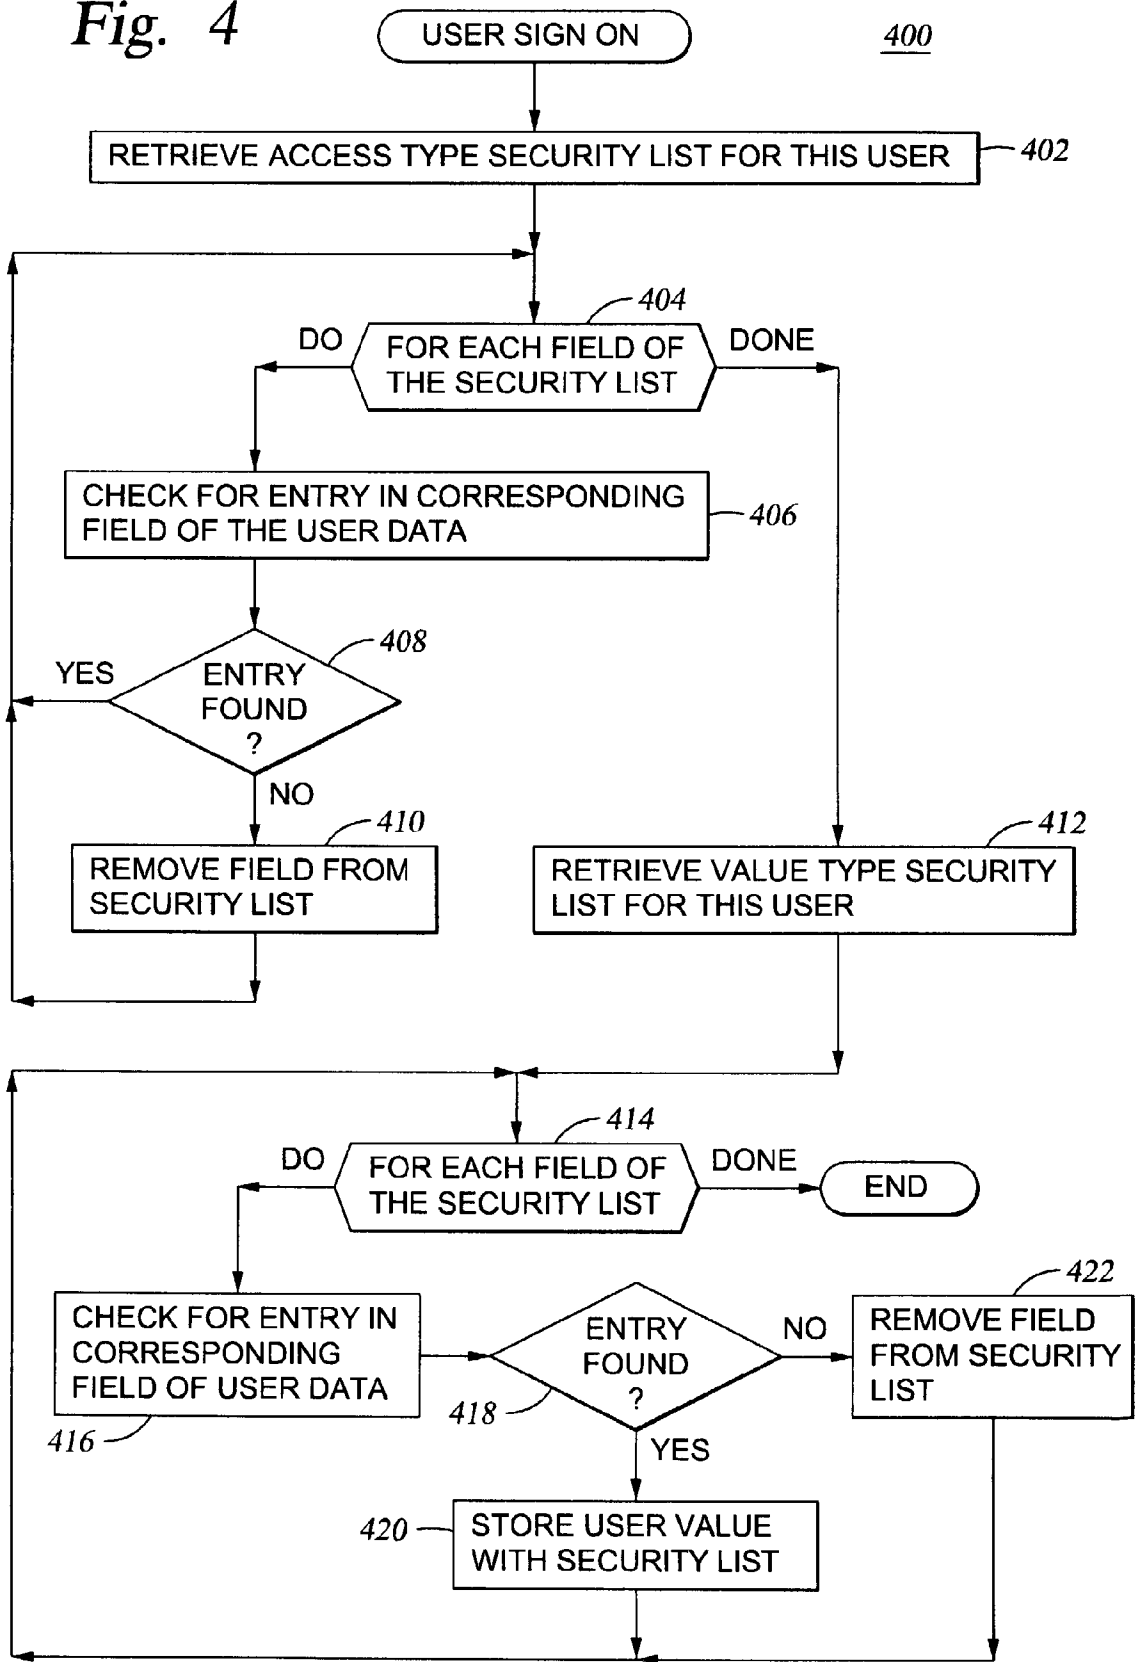 Fig. 4
USER SIGN ON
400
RETRIEVE ACCESS TYPE SECURITY LIST FOR THIS USER
402
404
DO
FOR EACH FIELD OF
THE SECURITY LIST
DONE
CHECK FOR ENTRY IN CORRESPONDING
FIELD OF THE USER DATA
406
408
YES
ENTRY
FOUND
?
NO
410
REMOVE FIELD FROM
SECURITY LIST
412
RETRIEVE VALUE TYPE SECURITY
LIST FOR THIS USER
414
DO
FOR EACH FIELD OF
THE SECURITY LIST
DONE
END
CHECK FOR ENTRY IN
CORRESPONDING
FIELD OF USER DATA
416
ENTRY
FOUND
?
418
NO
422
REMOVE FIELD
FROM SECURITY
LIST
YES
420
STORE USER VALUE
WITH SECURITY LIST